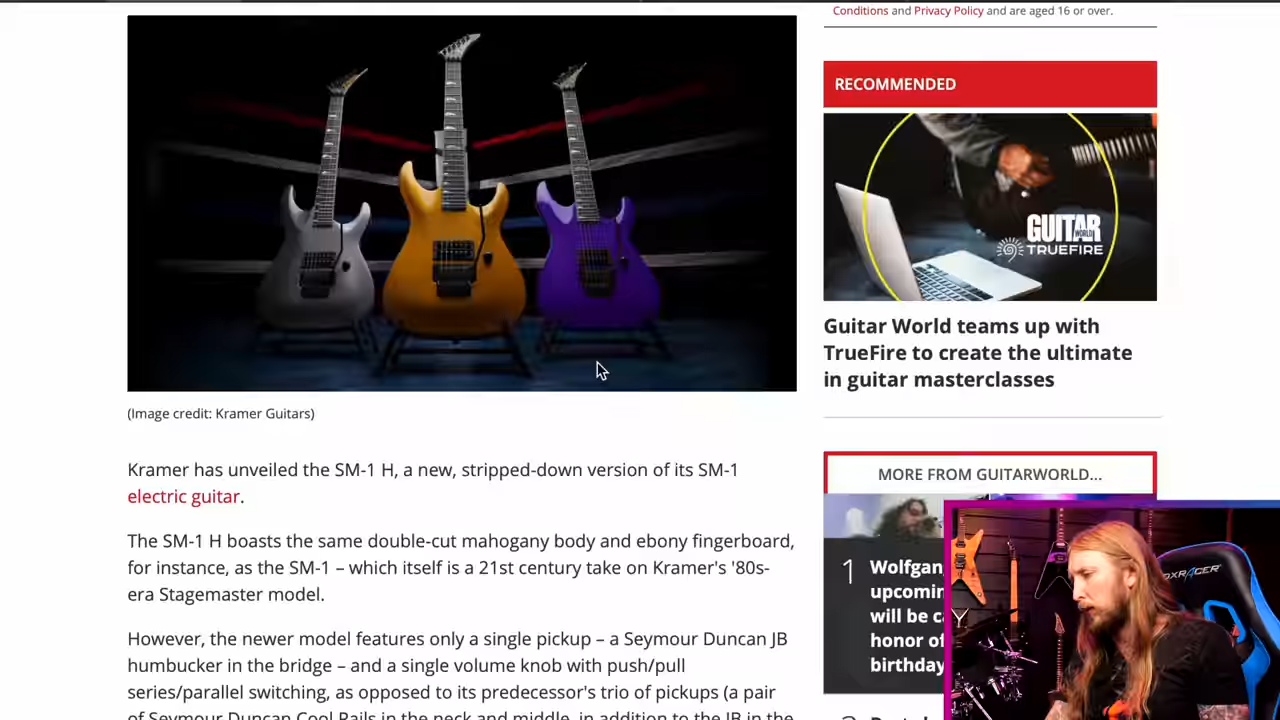 Conditions and Privacy Policy and are aged 16 or over.
RECOMMENDED
GUITAR
WORLD
TRUEFIRE
Guitar World teams up with
TrueFire to create the ultimate
in guitar masterclasses
(Image credit: Kramer Guitars)
Kramer has unveiled the SM-1 H, a new, stripped-down version of its SM-1
electric guitar.
The SM-1 H boasts the same double-cut mahogany body and ebony fingerboard,
for instance, as the SM-1 – which itself is a 21st century take on Kramer's '80s-
era Stagemaster model.
However, the newer model features only a single pickup – a Seymour Duncan JB
humbucker in the bridge – and a single volume knob with push/pull
series/parallel switching, as opposed to its predecessor's trio of pickups (a pair
of Seymour Duncan Cool Rails in the neck and middle, in addition to the JB in the
MORE FROM GUITARWORLD...
1
Wolfgan
upcomin
will be ca
honor of
birthday
DXRACER